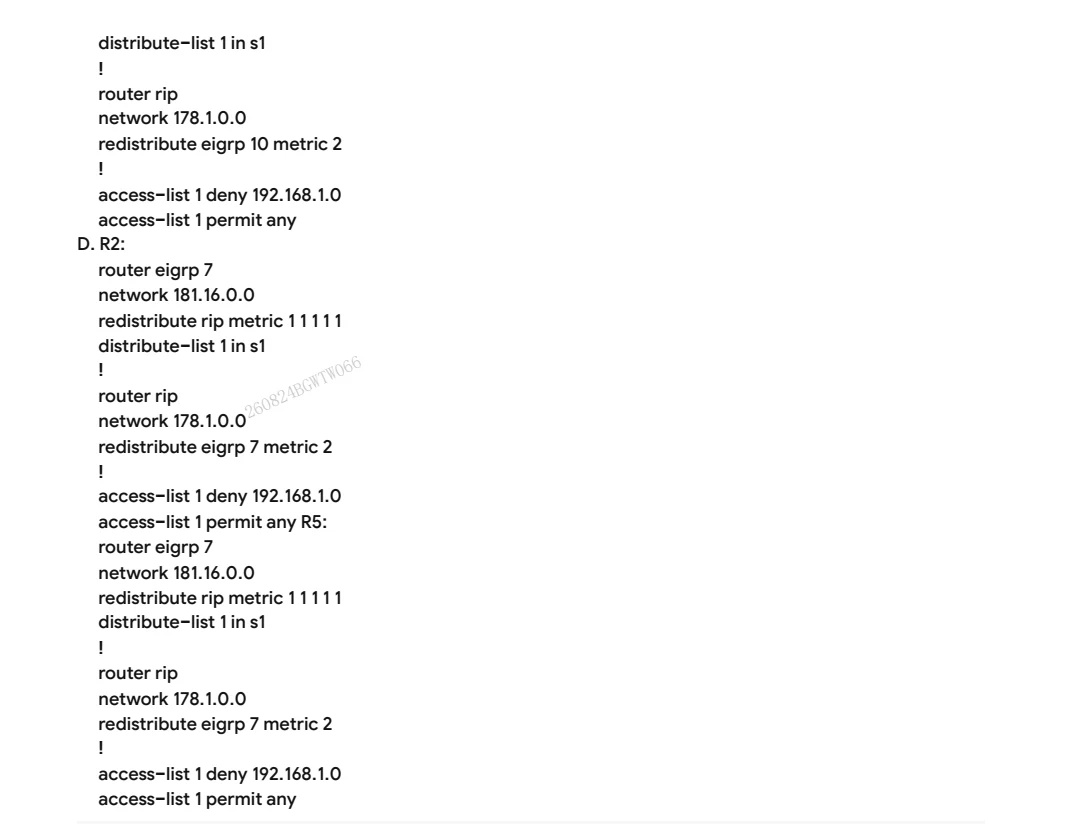 distribute-list 1 in s1
!
router rip
network 178.1.0.0
redistribute eigrp 10 metric 2
!
access-list 1 deny 192.168.1.0
access-list 1 permit any
D. R2:
router eigrp 7
network 181.16.0.0
redistribute rip metric 1 1 1 1 1
distribute-list 1 in s1
!
router rip
260824BGWTW066
network 178.1.0.0
redistribute eigrp 7 metric 2
!
access-list 1 deny 192.168.1.0
access-list 1 permit any R5:
router eigrp 7
network 181.16.0.0
redistribute rip metric 1 1 1 1 1
distribute-list 1 in s1
!
router rip
network 178.1.0.0
redistribute eigrp 7 metric 2
!
access-list 1 deny 192.168.1.0
access-list 1 permit any